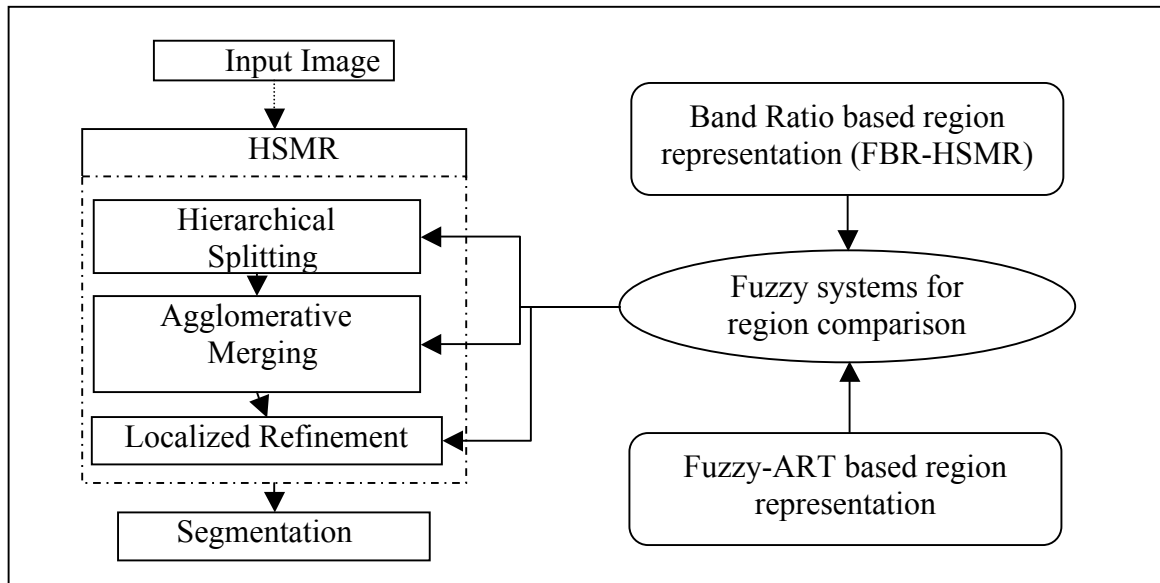 Input Image
HSMR
Hierarchical
Splitting
Agglomerative
Merging
Localized Refinement
Segmentation
Band Ratio based region
representation (FBR-HSMR)
Fuzzy systems for
region comparison
Fuzzy-ART based region
representation